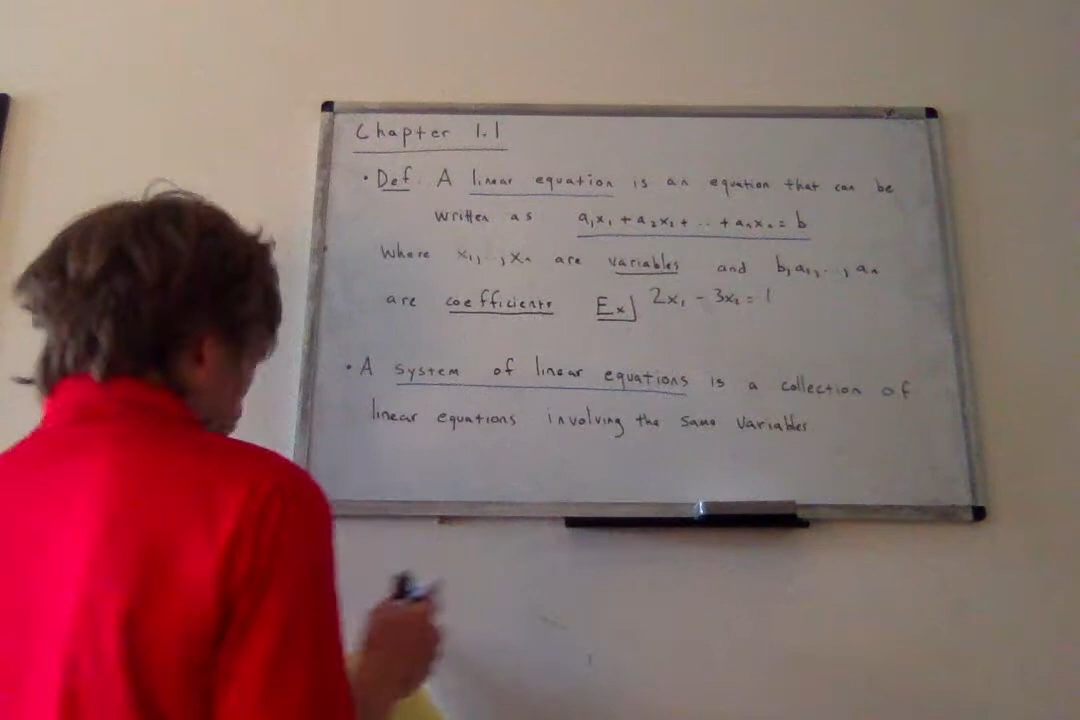 Chapter 1.1
• Def. A linear equation is an equation that can be
written as a₁x₁ + a₂x₂ + ... + aₙxₙ = b
Where x₁,..,xₙ are variables and b,a₁,...,aₙ
are coefficients Ex] 2x₁ - 3x₂ = 1
• A system of linear equations is a collection of
linear equations involving the same variables